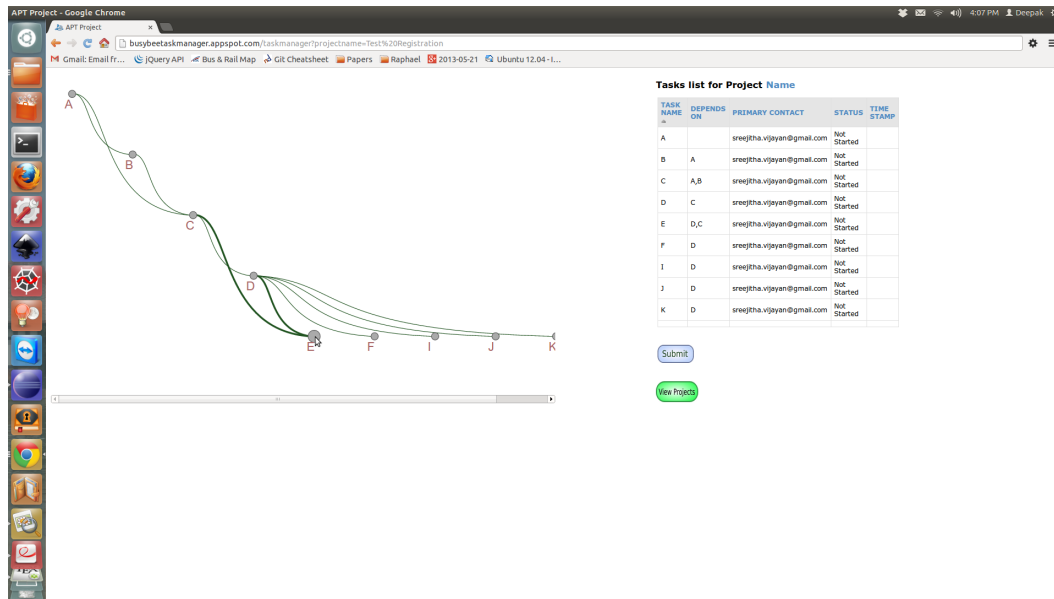 APT Project - Google Chrome
4:07 PM Deepak
APT Project
busybeetaskmanager.appspot.com/taskmanager?projectname=Test%20Registration
Gmail: Email fr... jQuery API Bus & Rail Map Git Cheatsheet Papers Raphael 2013-05-21 Ubuntu 12.04 - I...
A
B
C
D
E F I J K
Tasks list for Project Name
TASK NAME DEPENDS ON PRIMARY CONTACT STATUS TIME STAMP
A sreejitha.vijayan@gmail.com Not Started
B A sreejitha.vijayan@gmail.com Not Started
C A,B sreejitha.vijayan@gmail.com Not Started
D C sreejitha.vijayan@gmail.com Not Started
E D,C sreejitha.vijayan@gmail.com Not Started
F D sreejitha.vijayan@gmail.com Not Started
I D sreejitha.vijayan@gmail.com Not Started
J D sreejitha.vijayan@gmail.com Not Started
K D sreejitha.vijayan@gmail.com Not Started
Submit
View Projects